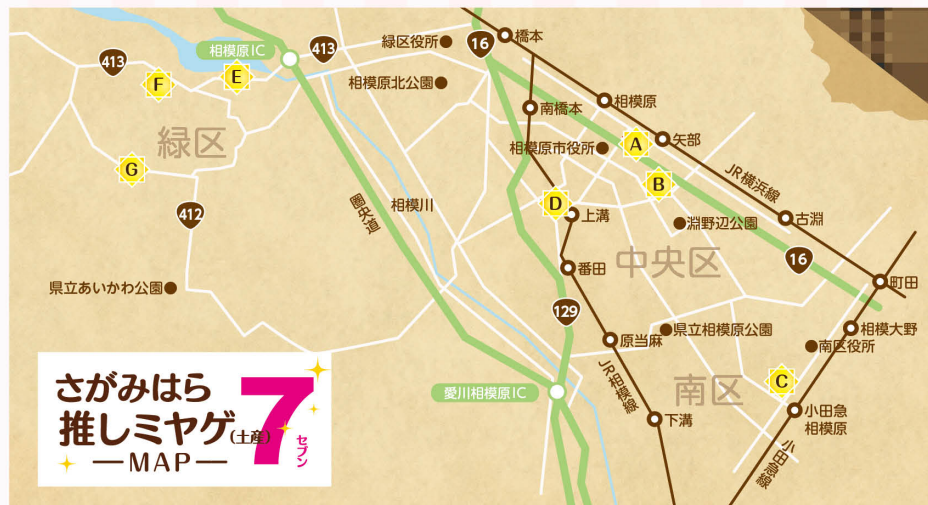 相模原IC
413
緑区役所
16
橋本
413
F
E
相模原北公園
南橋本
相模原
緑区
相模原市役所
A
矢部
G
B
JR横浜線
412
相模川
D
上溝
淵野辺公園
古淵
圏央道
中央区
16
県立あいかわ公園
番田
町田
129
県立相模原公園
相模大野
原当麻
南区役所
さがみはら
推しミヤゲ(土産)
7
セブン
MAP
愛川相模原IC
JR相模線
南区
C
下溝
小田急
相模原
小田急線